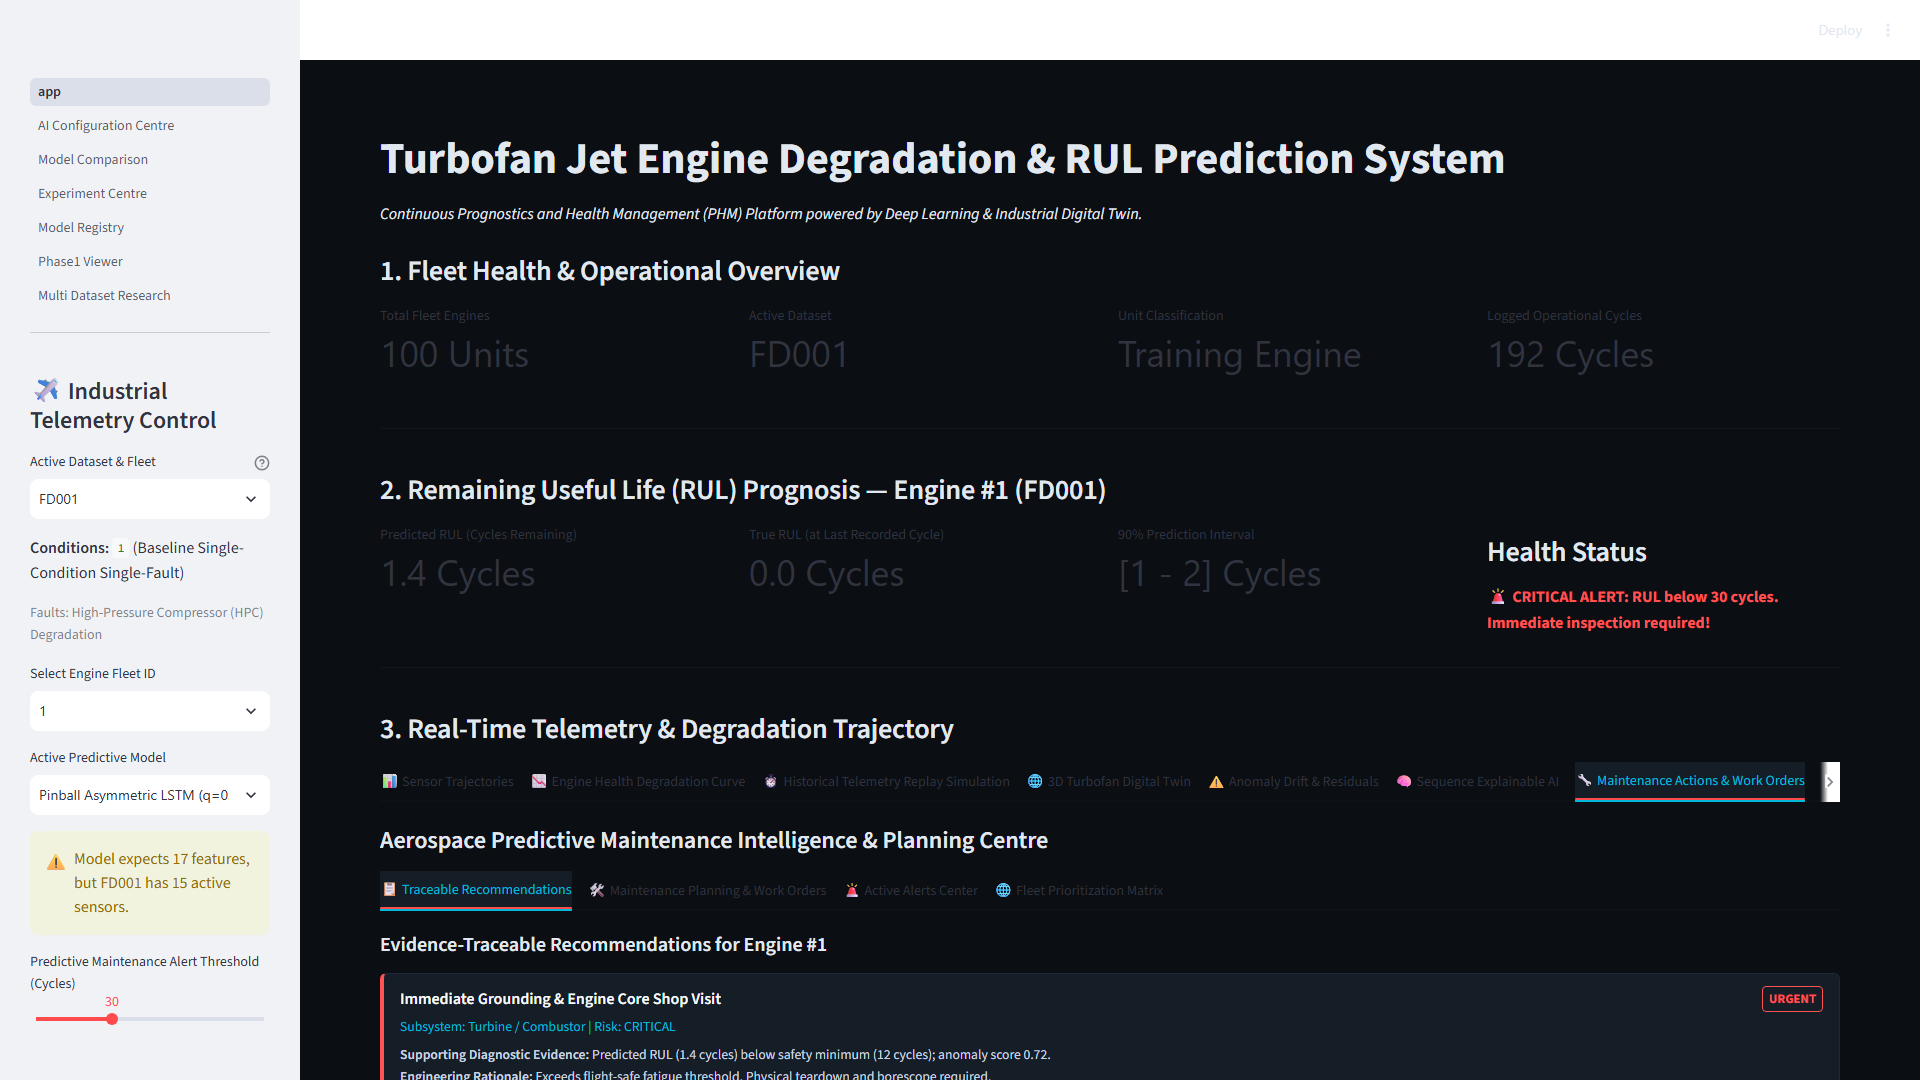 Deploy
app
AI Configuration Centre
Model Comparison
Experiment Centre
Model Registry
Phase1 Viewer
Multi Dataset Research
Industrial
Telemetry Control
Active Dataset & Fleet
FD001
Conditions: 1 (Baseline Single-
Condition Single-Fault)
Faults: High-Pressure Compressor (HPC)
Degradation
Select Engine Fleet ID
1
Active Predictive Model
Pinball Asymmetric LSTM (q=0
Model expects 17 features,
but FD001 has 15 active
sensors.
Predictive Maintenance Alert Threshold
(Cycles)
30
Turbofan Jet Engine Degradation & RUL Prediction System
Continuous Prognostics and Health Management (PHM) Platform powered by Deep Learning & Industrial Digital Twin.
1. Fleet Health & Operational Overview
Total Fleet Engines
100 Units
Active Dataset
FD001
Unit Classification
Training Engine
Logged Operational Cycles
192 Cycles
2. Remaining Useful Life (RUL) Prognosis — Engine #1 (FD001)
Predicted RUL (Cycles Remaining)
1.4 Cycles
True RUL (at Last Recorded Cycle)
0.0 Cycles
90% Prediction Interval
[1 - 2] Cycles
Health Status
CRITICAL ALERT: RUL below 30 cycles.
Immediate inspection required!
3. Real-Time Telemetry & Degradation Trajectory
Sensor Trajectories
Engine Health Degradation Curve
Historical Telemetry Replay Simulation
3D Turbofan Digital Twin
Anomaly Drift & Residuals
Sequence Explainable AI
Maintenance Actions & Work Orders
Aerospace Predictive Maintenance Intelligence & Planning Centre
Traceable Recommendations
Maintenance Planning & Work Orders
Active Alerts Center
Fleet Prioritization Matrix
Evidence-Traceable Recommendations for Engine #1
Immediate Grounding & Engine Core Shop Visit
URGENT
Subsystem: Turbine / Combustor | Risk: CRITICAL
Supporting Diagnostic Evidence: Predicted RUL (1.4 cycles) below safety minimum (12 cycles); anomaly score 0.72.
Engineering Rationale: Exceeds flight-safe fatigue threshold. Physical teardown and borescope required.